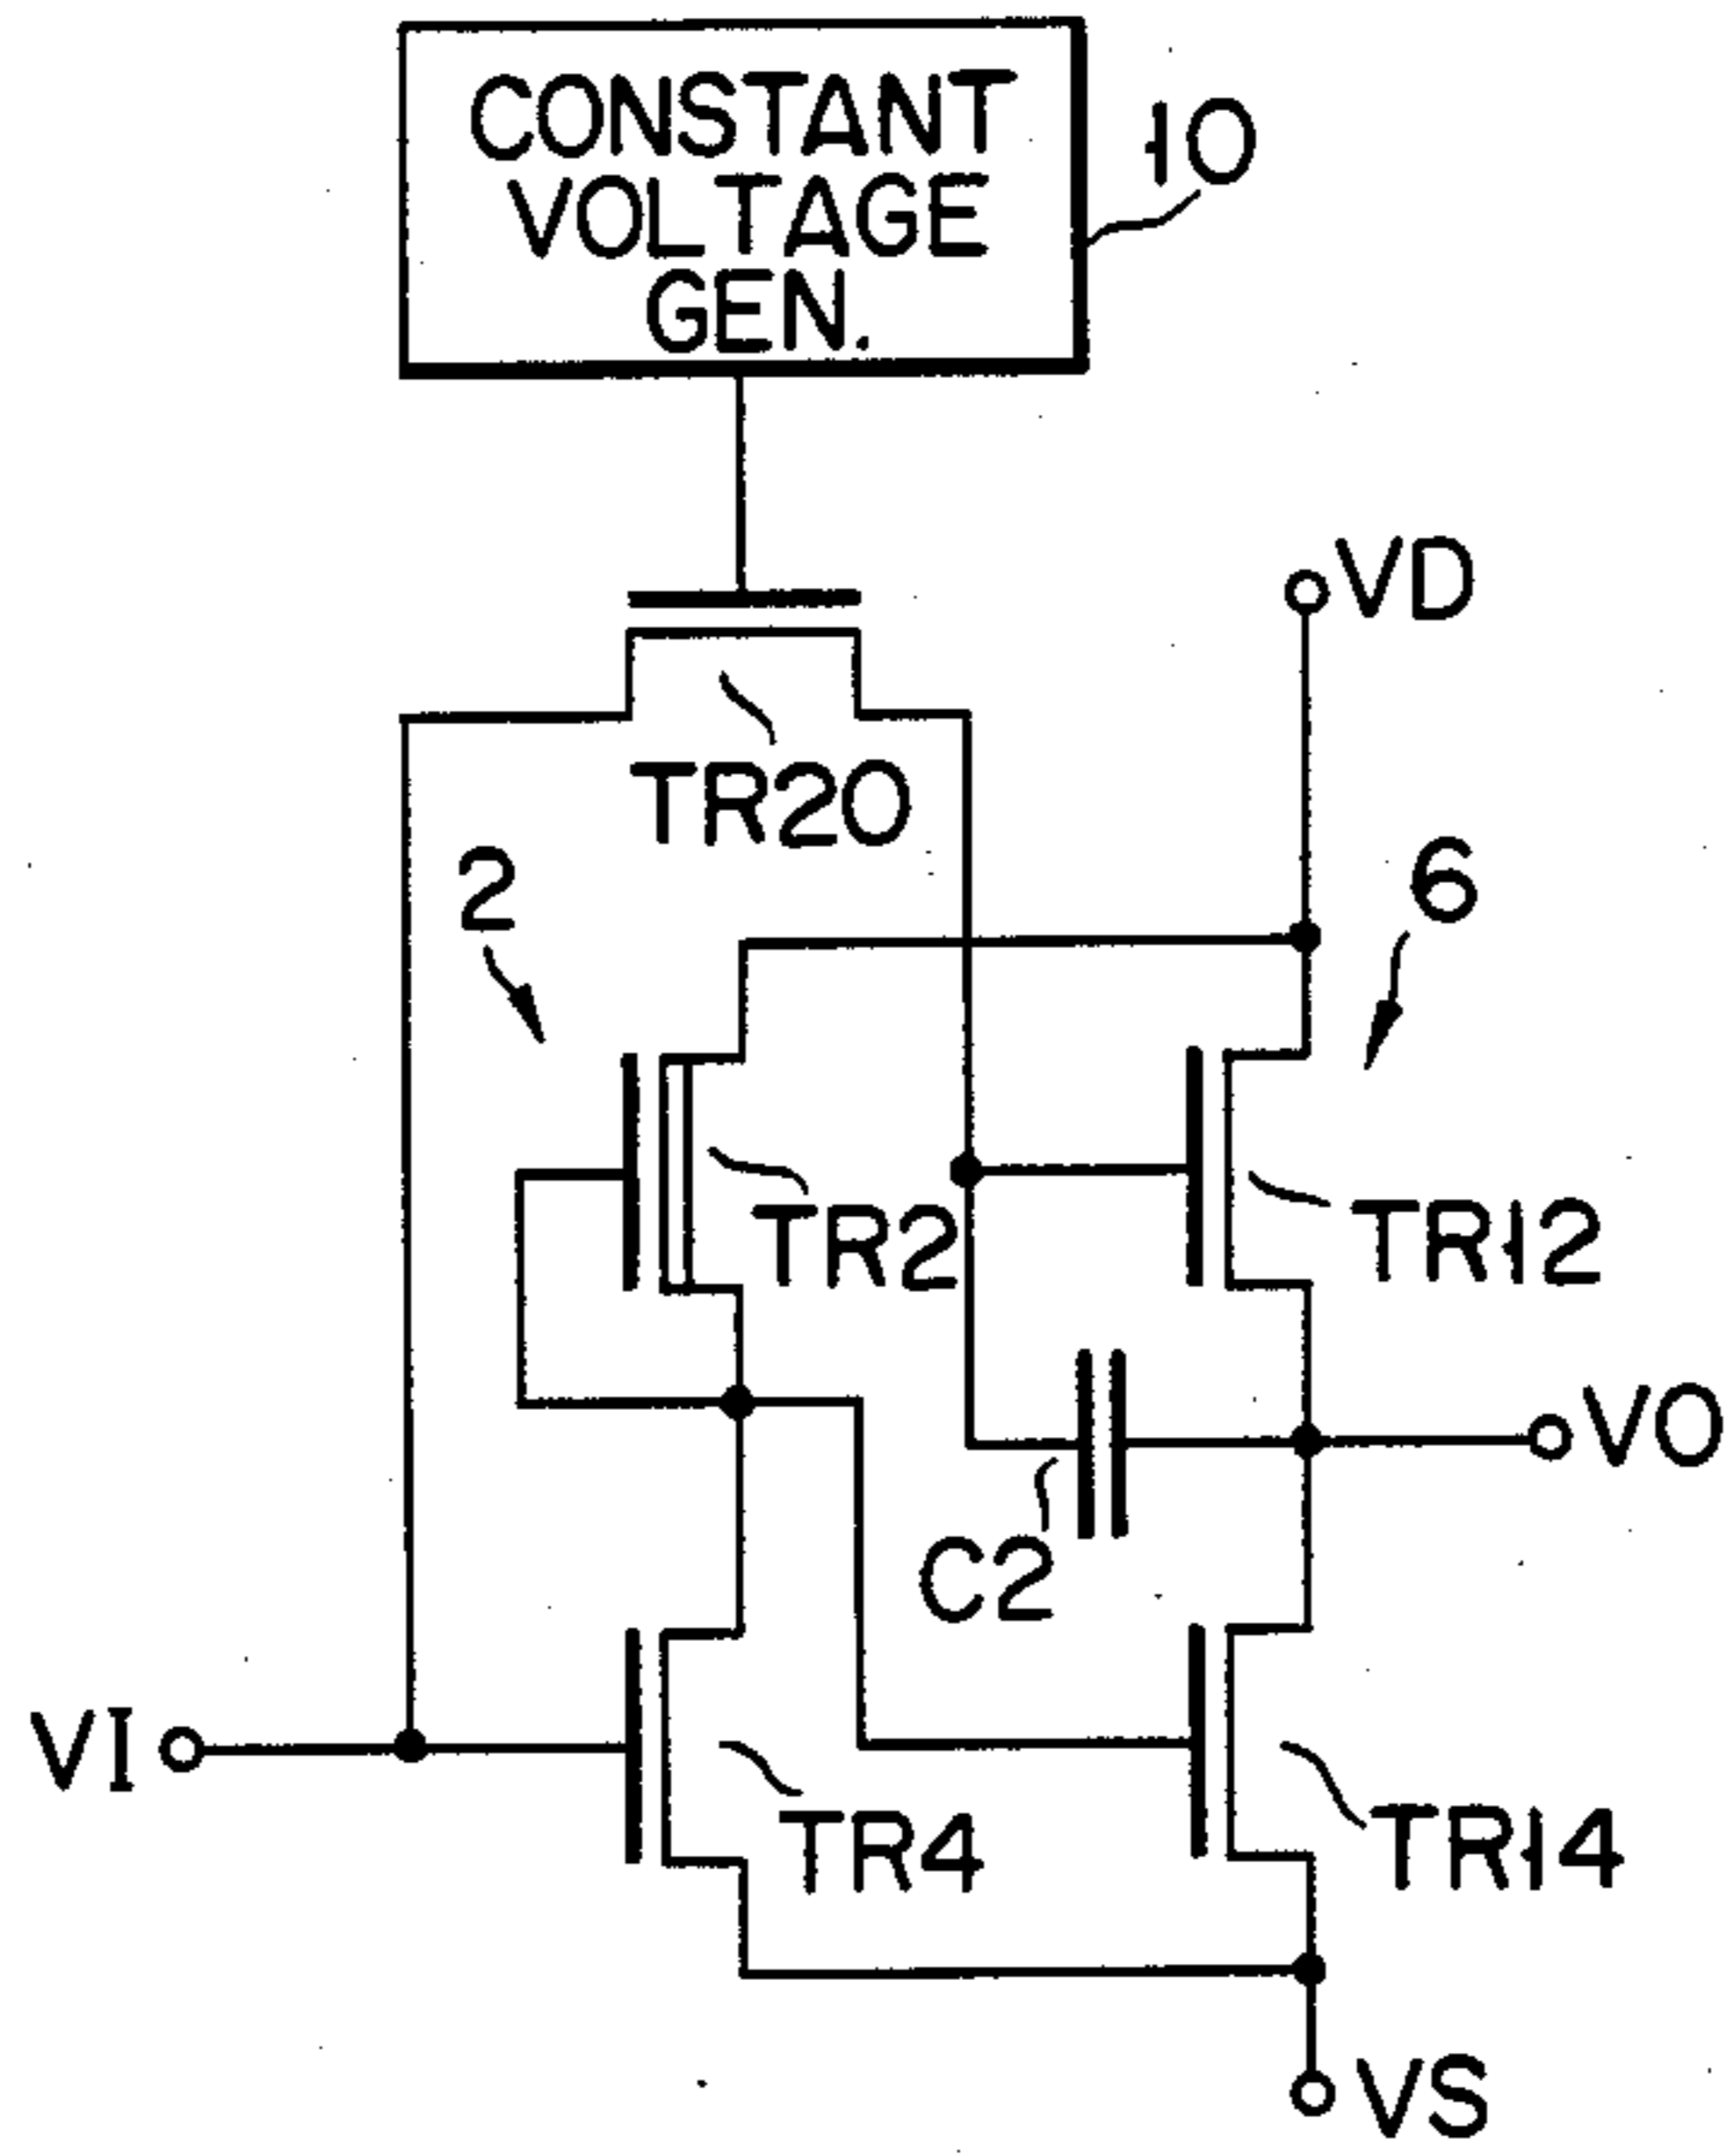 CONSTANT
VOLTAGE
GEN.
10
VD
TR20
2
6
TR2
TR12
VO
C2
VI
TR4
TR14
VS